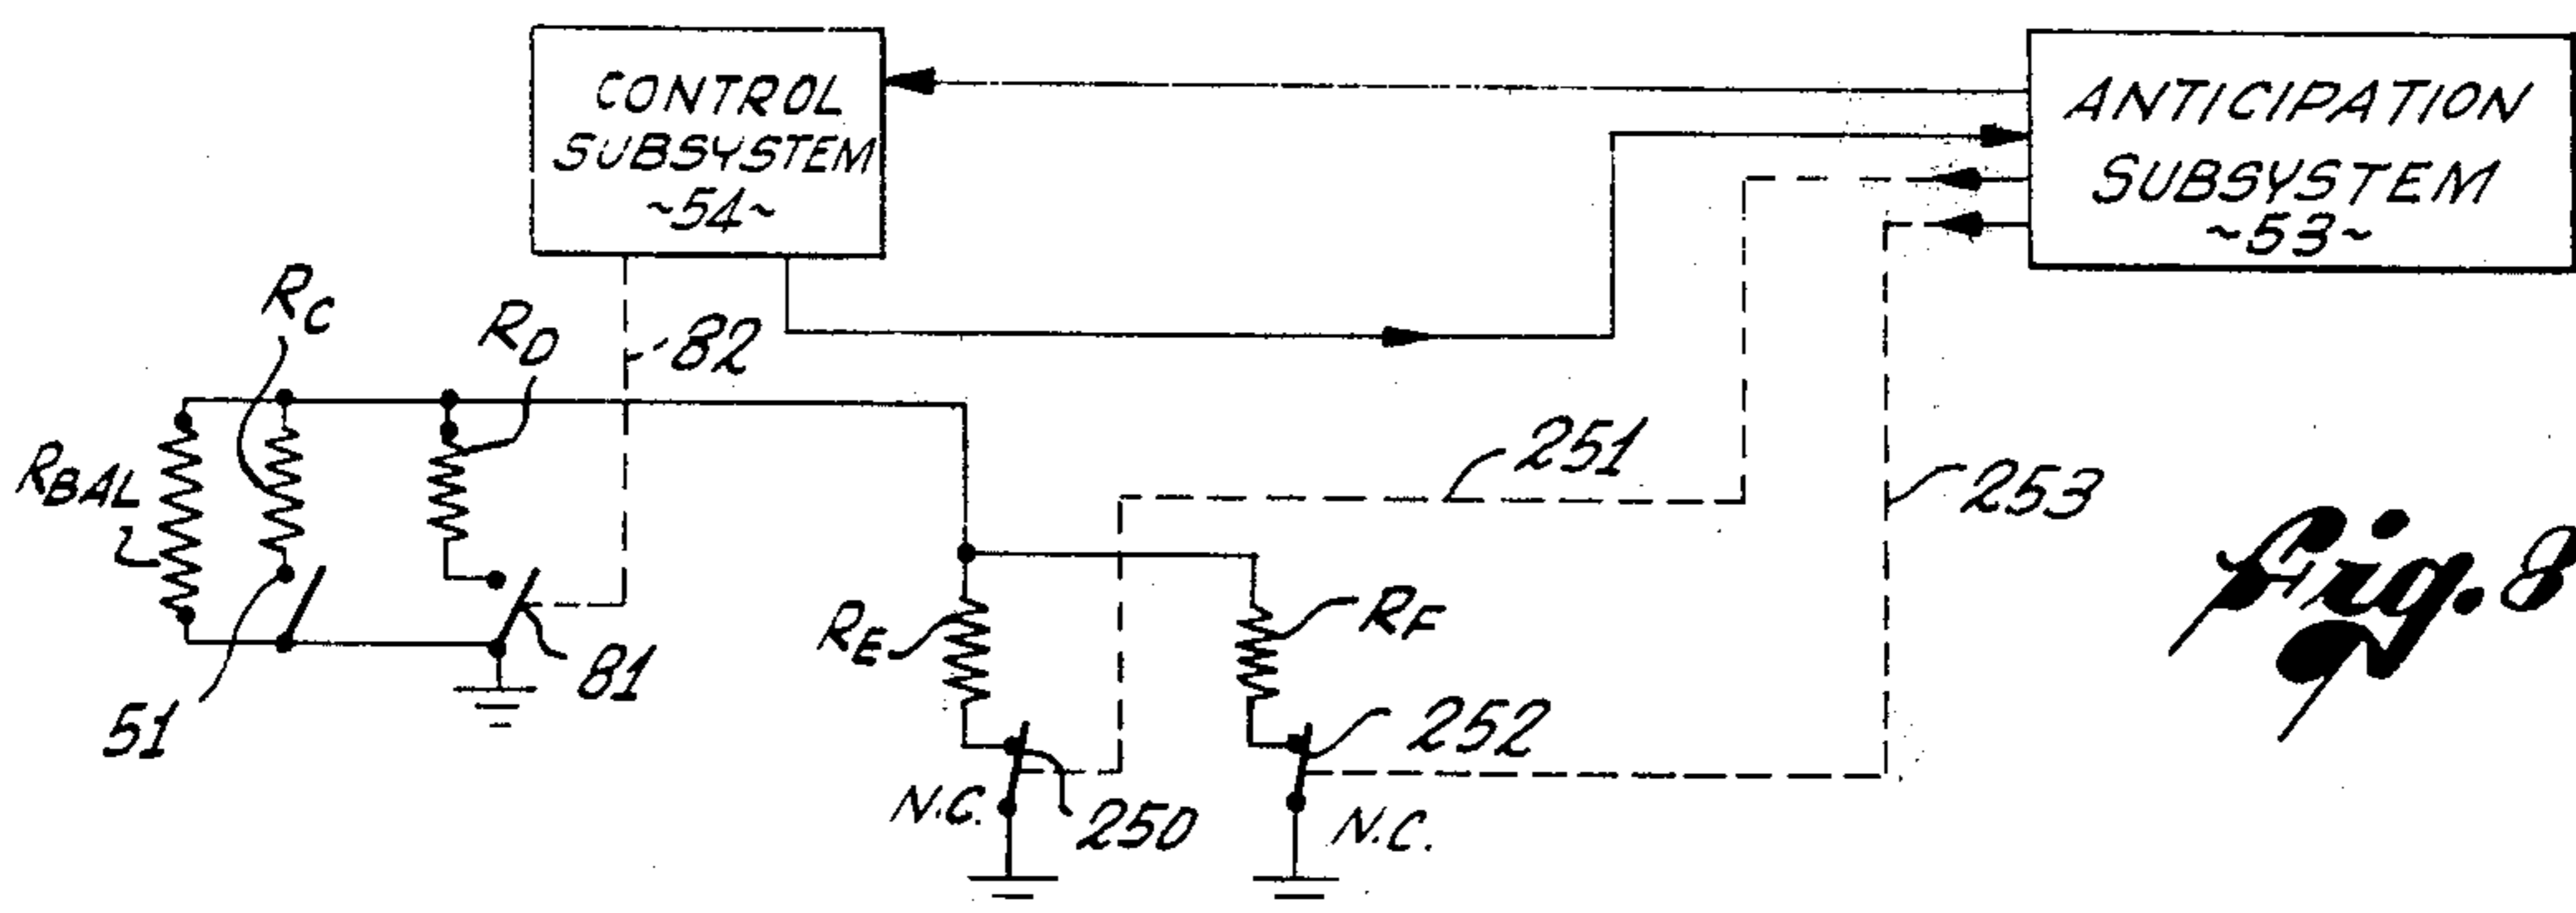 CONTROL
SUBSYSTEM
~54~
ANTICIPATION
SUBSYSTEM
~53~
RC
RD
82
RBAL
251
253
Fig. 8
RE
RF
81
51
252
N.C.
250
N.C.